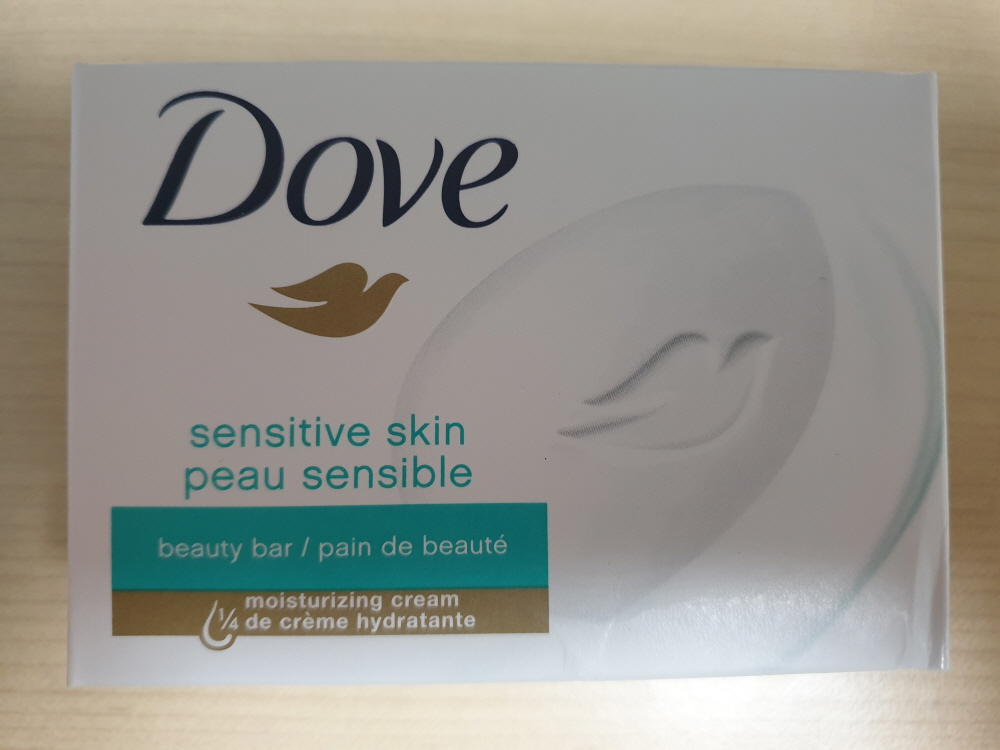 Dove
sensitive skin
peau sensible
beauty bar / pain de beauté
moisturizing cream
¼ de crème hydratante